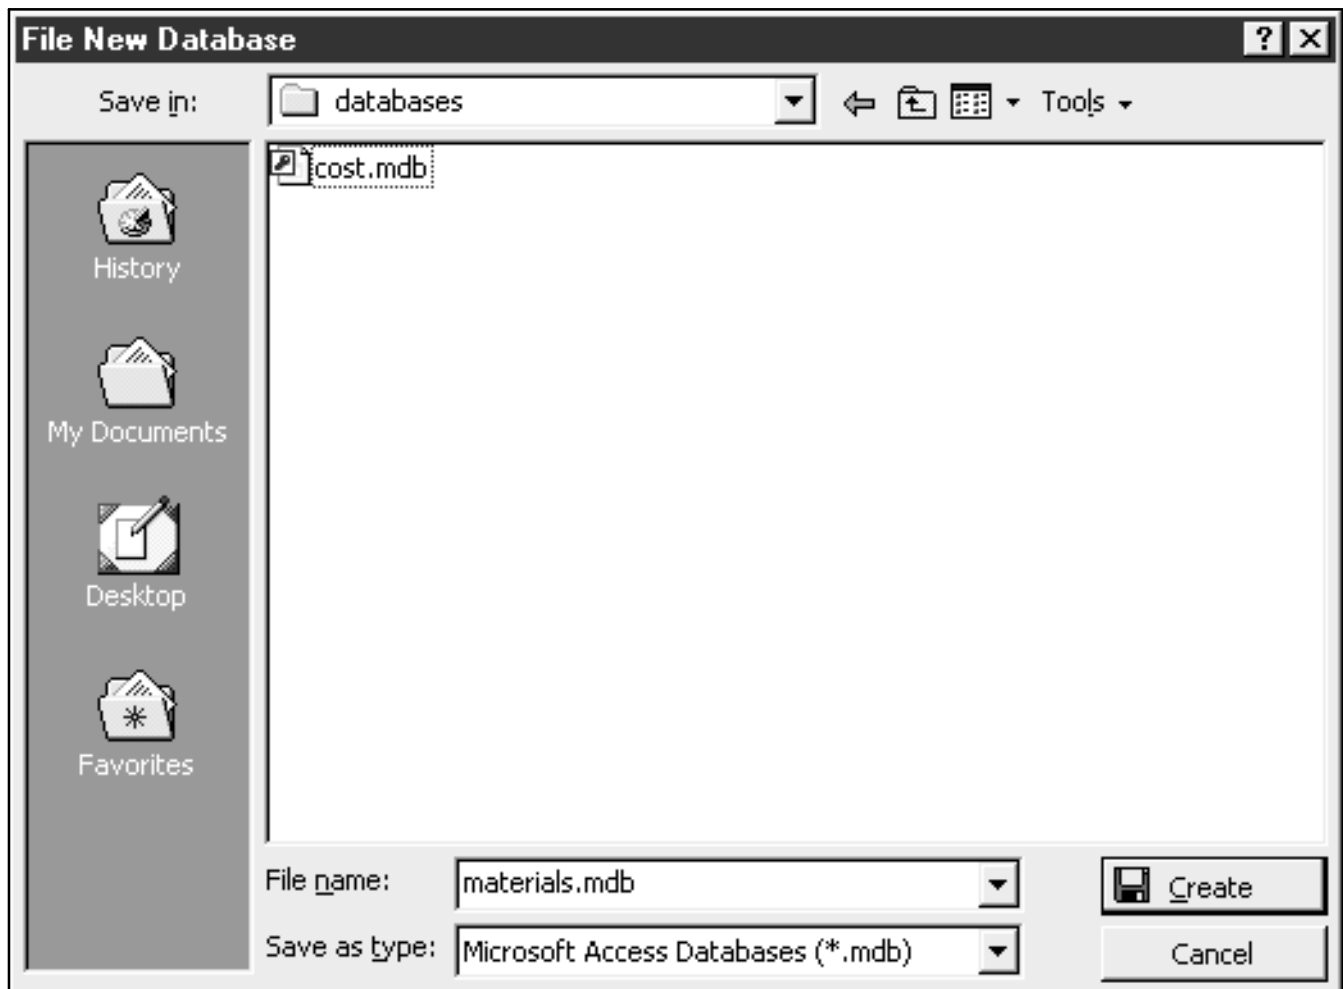 File New Database
Save in: databases Tools
cost.mdb
History
My Documents
Desktop
Favorites
File name: materials.mdb Create
Save as type: Microsoft Access Databases (*.mdb) Cancel